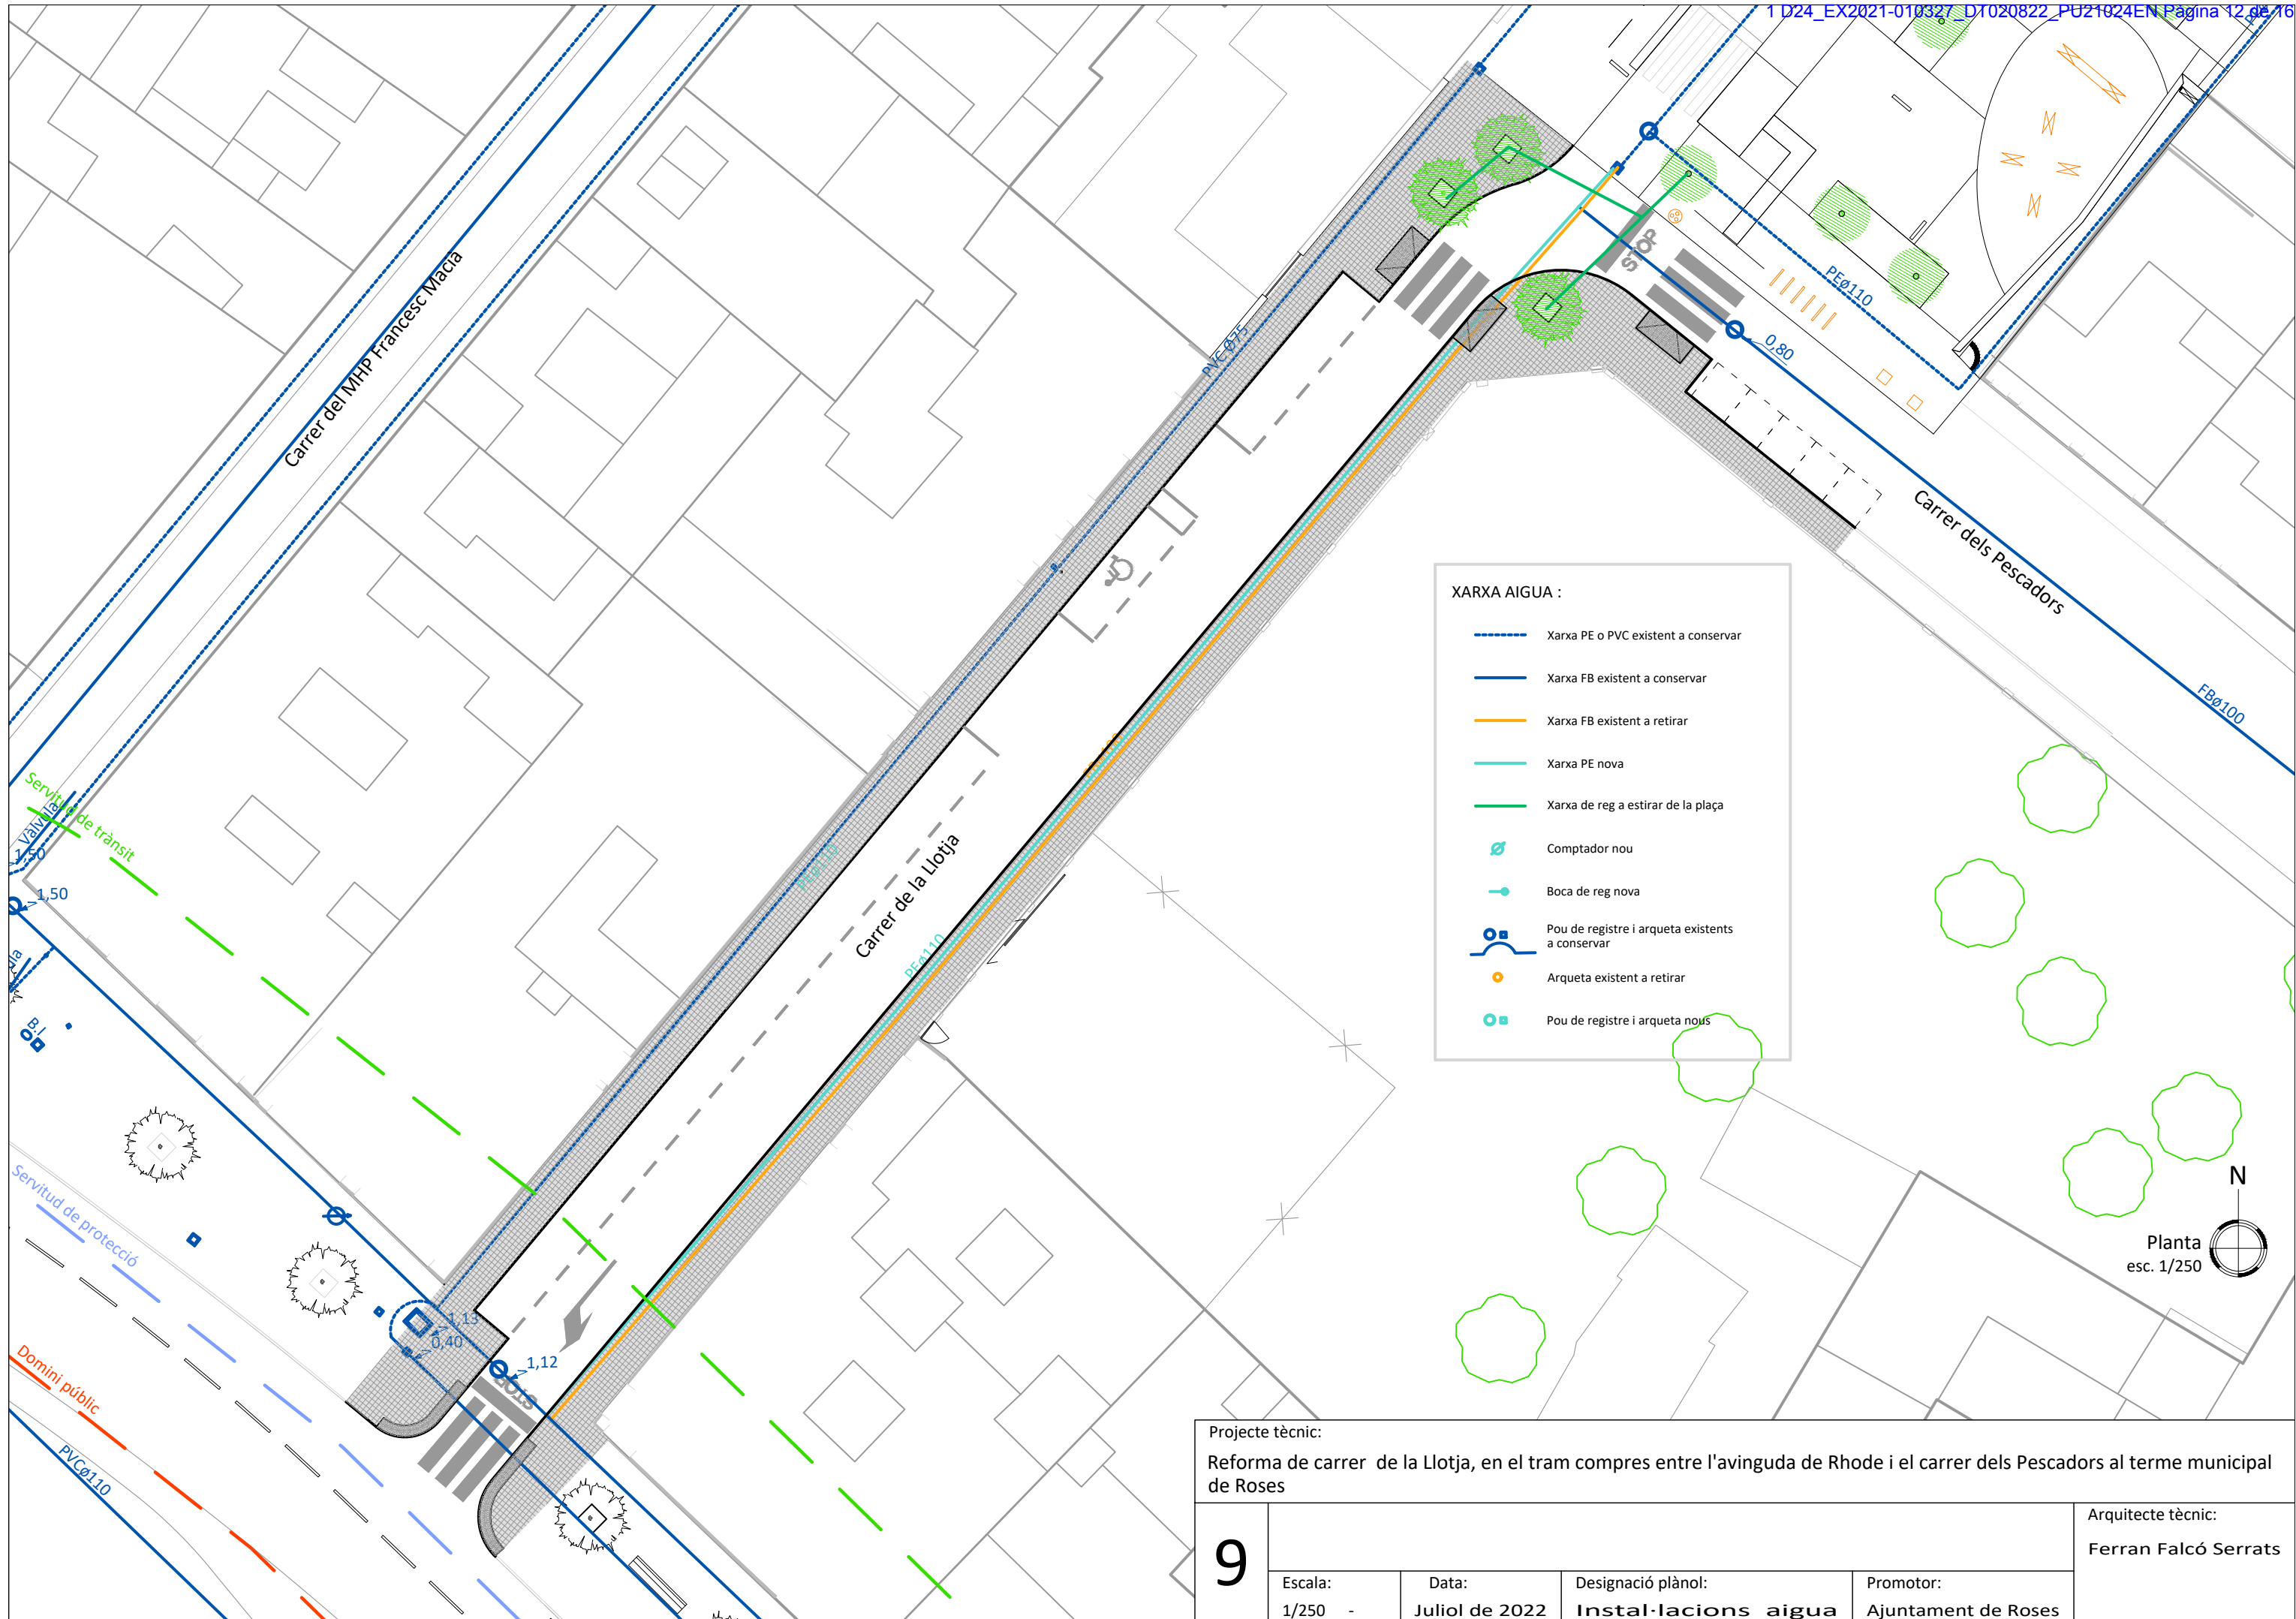 1 D24_EX2021-010327_DT020822_PU21024EN Pàgina 12 de 16
Carrer del MHP Francesc Macia
PVC Ø75
STOP
PEø110
0,80
Carrer dels Pescadors
FBø100
XARXA AIGUA :
Xarxa PE o PVC existent a conservar
Xarxa FB existent a conservar
Xarxa FB existent a retirar
Xarxa PE nova
Xarxa de reg a estirar de la plaça
Comptador nou
Boca de reg nova
Pou de registre i arqueta existents
a conservar
Arqueta existent a retirar
Pou de registre i arqueta nous
Servitud de trànsit
Vàlvula
1,50
1,50
B.I.
Carrer de la Llotja
PEø110
PEø110
Servitud de protecció
Domini públic
PVCø110
1,13
0,40
1,12
STOP
N
Planta
esc. 1/250
Projecte tècnic:
Reforma de carrer de la Llotja, en el tram compres entre l'avinguda de Rhode i el carrer dels Pescadors al terme municipal
de Roses
9
Escala:
1/250 -
Data:
Juliol de 2022
Designació plànol:
Instal·lacions aigua
Promotor:
Ajuntament de Roses
Arquitecte tècnic:
Ferran Falcó Serrats